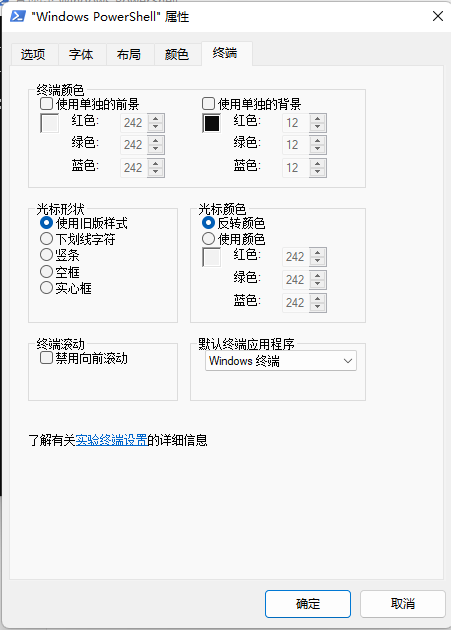 "Windows PowerShell" 属性
选项 字体 布局 颜色 终端
终端颜色
使用单独的前景 使用单独的背景
红色: 242 红色: 12
绿色: 242 绿色: 12
蓝色: 242 蓝色: 12
光标形状 光标颜色
使用旧版样式 反转颜色
下划线字符 使用颜色
竖条 红色: 242
空框 绿色: 242
实心框 蓝色: 242
终端滚动 默认终端应用程序
禁用向前滚动 Windows 终端
了解有关实验终端设置的详细信息
确定 取消